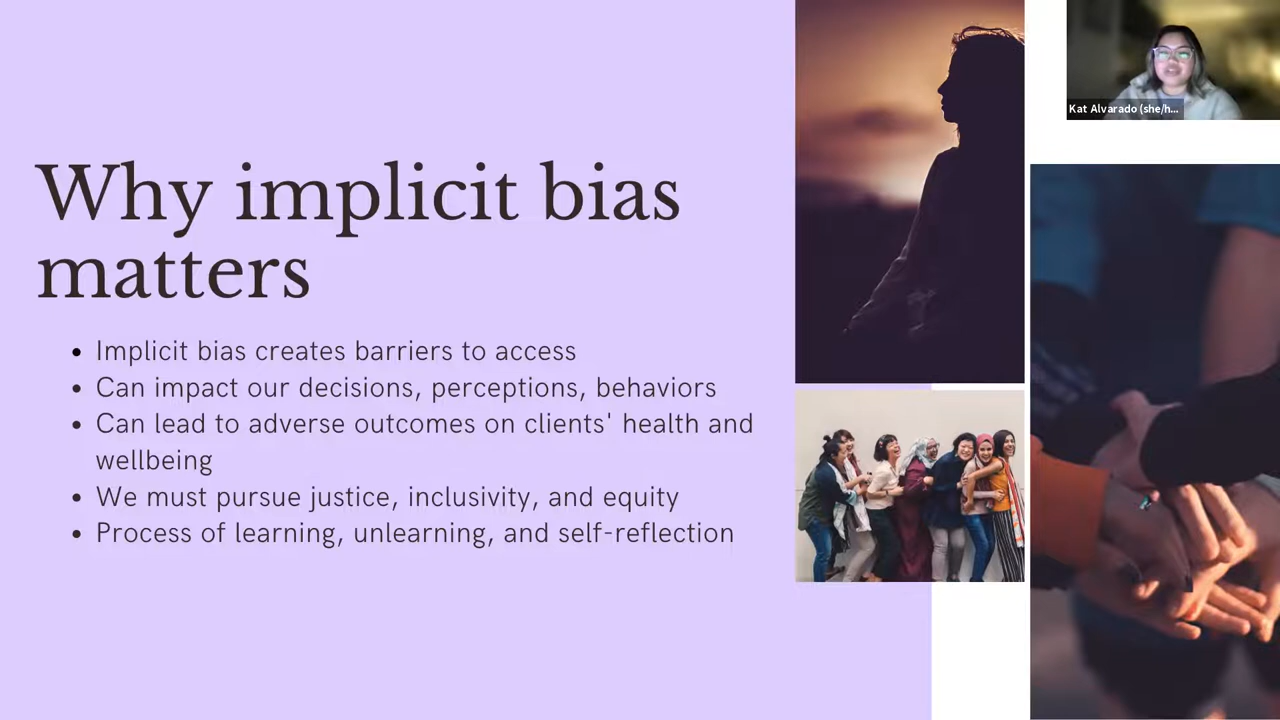 Why implicit bias
matters
Implicit bias creates barriers to access
Can impact our decisions, perceptions, behaviors
Can lead to adverse outcomes on clients' health and
wellbeing
We must pursue justice, inclusivity, and equity
Process of learning, unlearning, and self-reflection
Kat Alvarado (she/h...